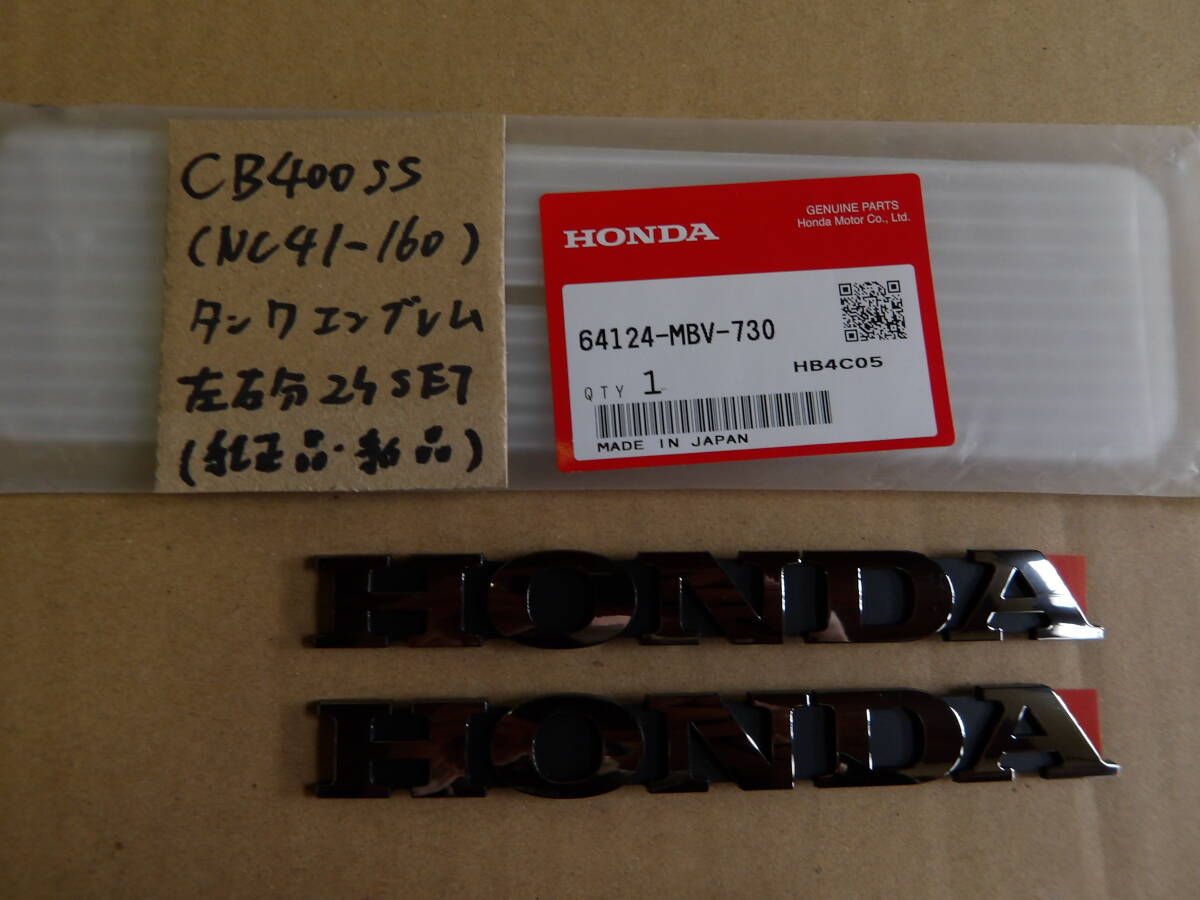 CB400SS
(NC41-160)
タンクエンブレム
左右分2ケSET
(純正品・新品)
HONDA
GENUINE PARTS
Honda Motor Co., Ltd.
64124-MBV-730
HB4C05
QTY 1
MADE IN JAPAN
HONDA
HONDA